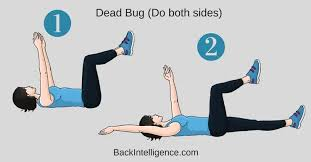 Dead Bug (Do both sides)
1
2
BackIntelligence.com